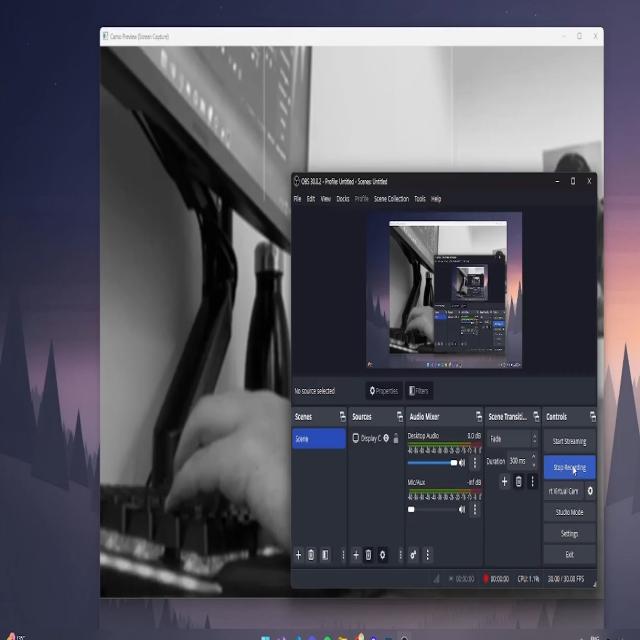 Camo Preview (Screen Capture)
OBS 30.0.2 - Profile: Untitled - Scenes: Untitled
File Edit View Docks Profile Scene Collection Tools Help
No source selected
Properties
Filters
Scenes
Sources
Audio Mixer
Scene Transiti...
Controls
Scene
Display C
Desktop Audio 0.0 dB
Fade
Start Streaming
Duration 300 ms
Stop Recording
Mic/Aux -inf dB
rt Virtual Cam
Studio Mode
Settings
Exit
00:00:00
00:00:00
CPU: 1.1%
30.00 / 30.00 FPS